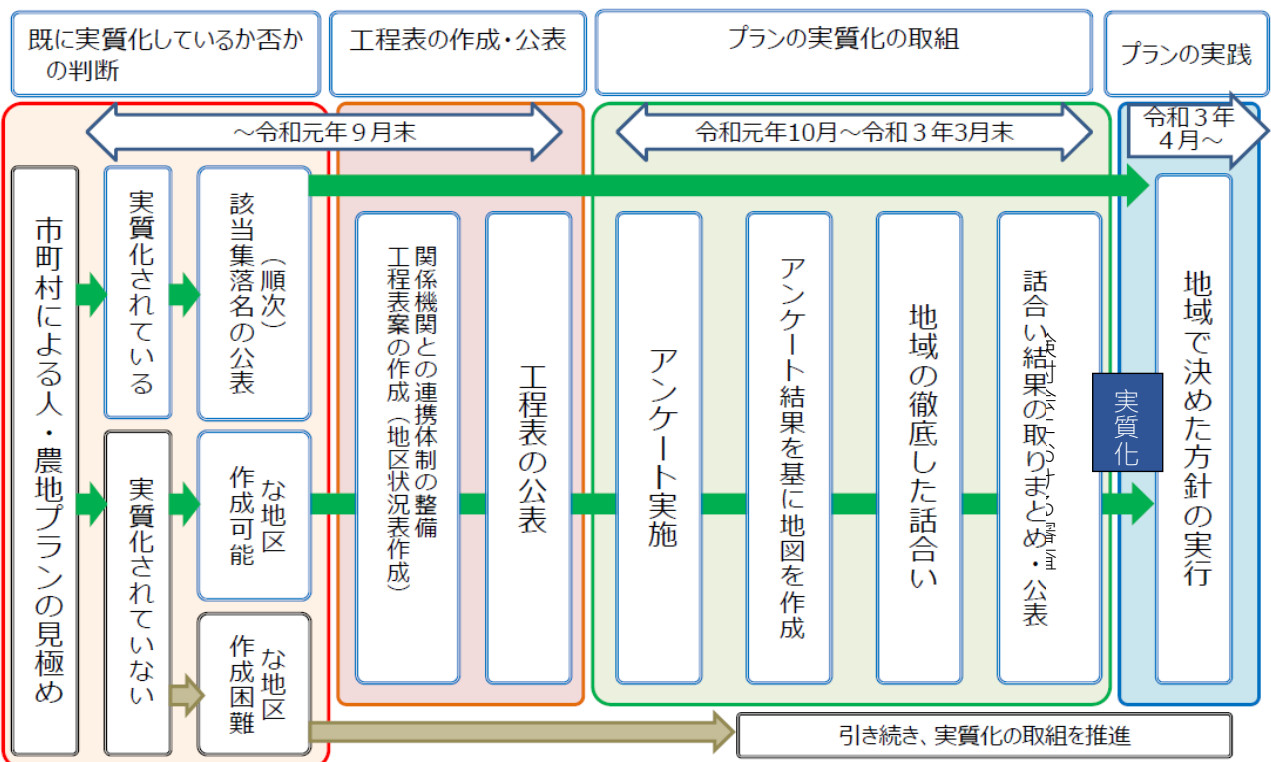 既に実質化しているか否か
の判断
工程表の作成・公表
プランの実質化の取組
プランの実践
～令和元年９月末
令和元年10月～令和３年3月末
令和３年
４月～
市町村による人・農地プランの見極め
実質化されている
該当集落名の公表
（順次）
実質化されていない
作成可能
な地区
作成困難
な地区
関係機関との連携体制の整備
工程表案の作成（地区状況表作成）
工程表の公表
アンケート実施
アンケート結果を基に地図を作成
地域の徹底した話合い
話合い結果の取りまとめ・公表
実質化
地域で決めた方針の実行
引き続き、実質化の取組を推進